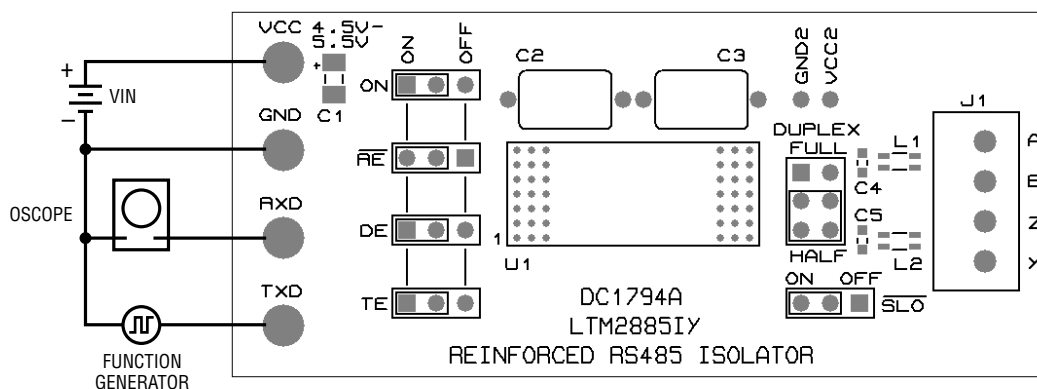 VCC 4.5V-
5.5V
ON OFF
+
VIN
−
+
C1
ON
C2
C3
GND2
VCC2
J1
GND
DUPLEX
FULL
L1
A
RE
C4
B
OSCOPE
RXD
C5
DE
Z
1
U1
HALF
L2
X
ON OFF
SLO
TXD
TE
DC1794A
LTM2885IY
REINFORCED RS485 ISOLATOR
FUNCTION
GENERATOR